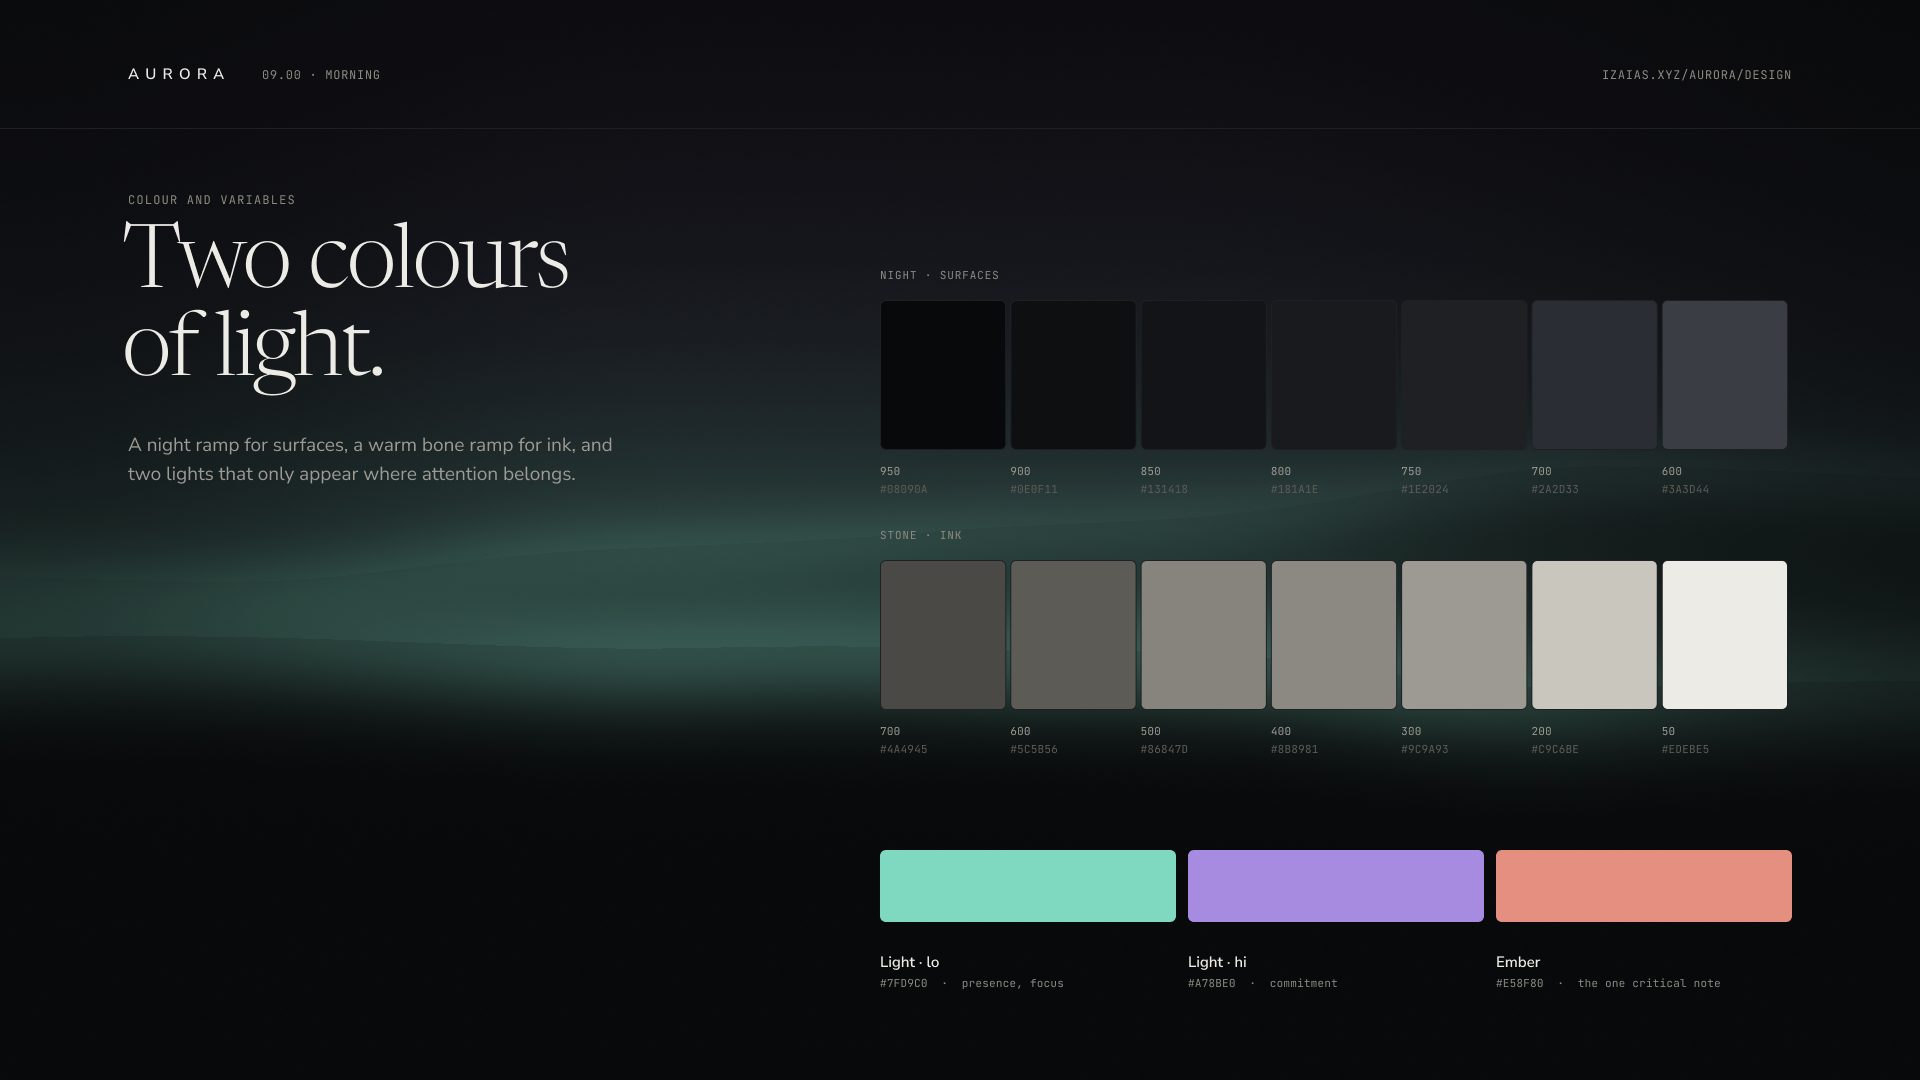 AURORA
09.00 · MORNING
IZAIAS.XYZ/AURORA/DESIGN
COLOUR AND VARIABLES
Two colours
of light.
A night ramp for surfaces, a warm bone ramp for ink, and
two lights that only appear where attention belongs.
NIGHT · SURFACES
950 900 850 800 750 700 600
#08090A #0E0F11 #131418 #181A1E #1E2024 #2A2D33 #3A3D44
STONE · INK
700 600 500 400 300 200 50
#4A4945 #5C5B56 #86847D #8B8981 #9C9A93 #C9C6BE #EDEBE5
Light · lo
#7FD9C0 · presence, focus
Light · hi
#A78BE0 · commitment
Ember
#E58F80 · the one critical note